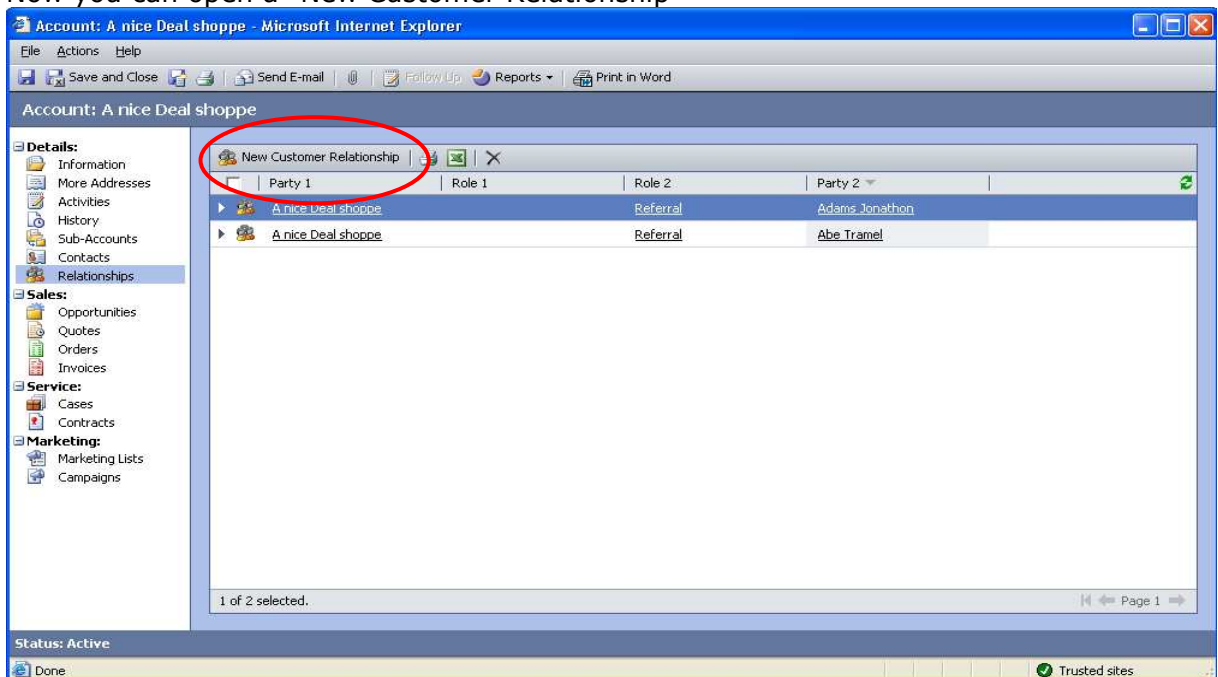 Now you can open a "New Customer Relationship"
Account: A nice Deal shoppe - Microsoft Internet Explorer
File Actions Help
Save and Close Send E-mail Follow Up Reports Print in Word
Account: A nice Deal shoppe
Details:
Information
More Addresses
Activities
History
Sub-Accounts
Contacts
Relationships
Sales:
Opportunities
Quotes
Orders
Invoices
Service:
Cases
Contracts
Marketing:
Marketing Lists
Campaigns
New Customer Relationship
Party 1 Role 1 Role 2 Party 2
A nice Deal shoppe Referral Adams Jonathon
A nice Deal shoppe Referral Abe Tramel
1 of 2 selected. Page 1
Status: Active
Done Trusted sites